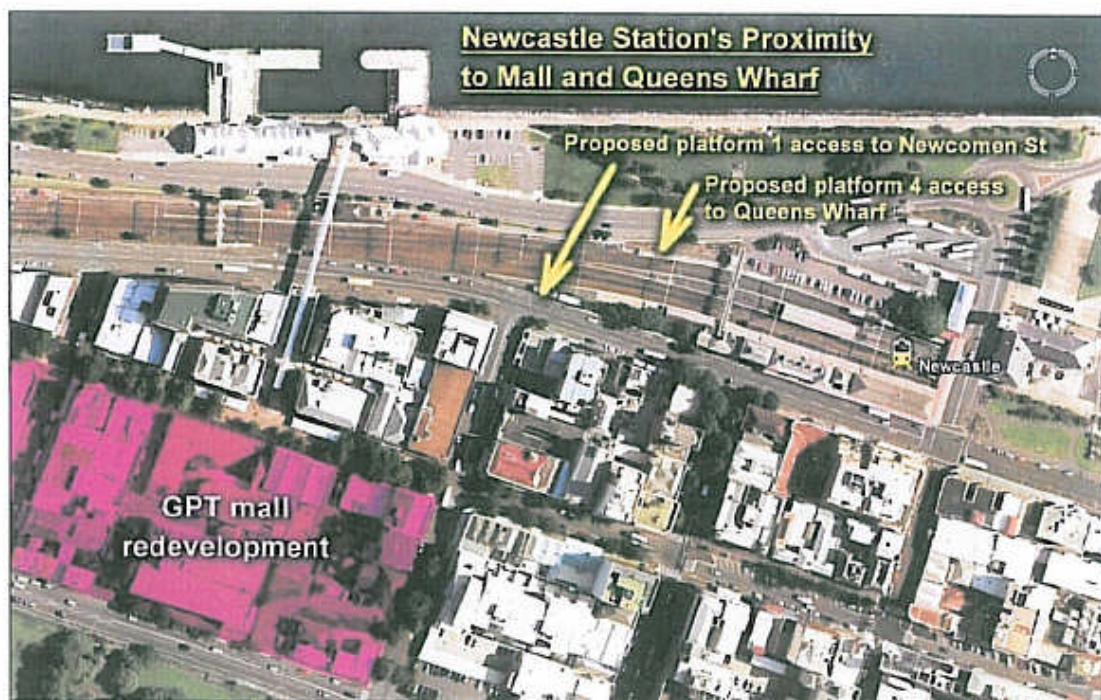 Newcastle Station's Proximity
to Mall and Queens Wharf
Proposed platform 1 access to Newcomen St
Proposed platform 4 access
to Queens Wharf
Newcastle
GPT mall
redevelopment